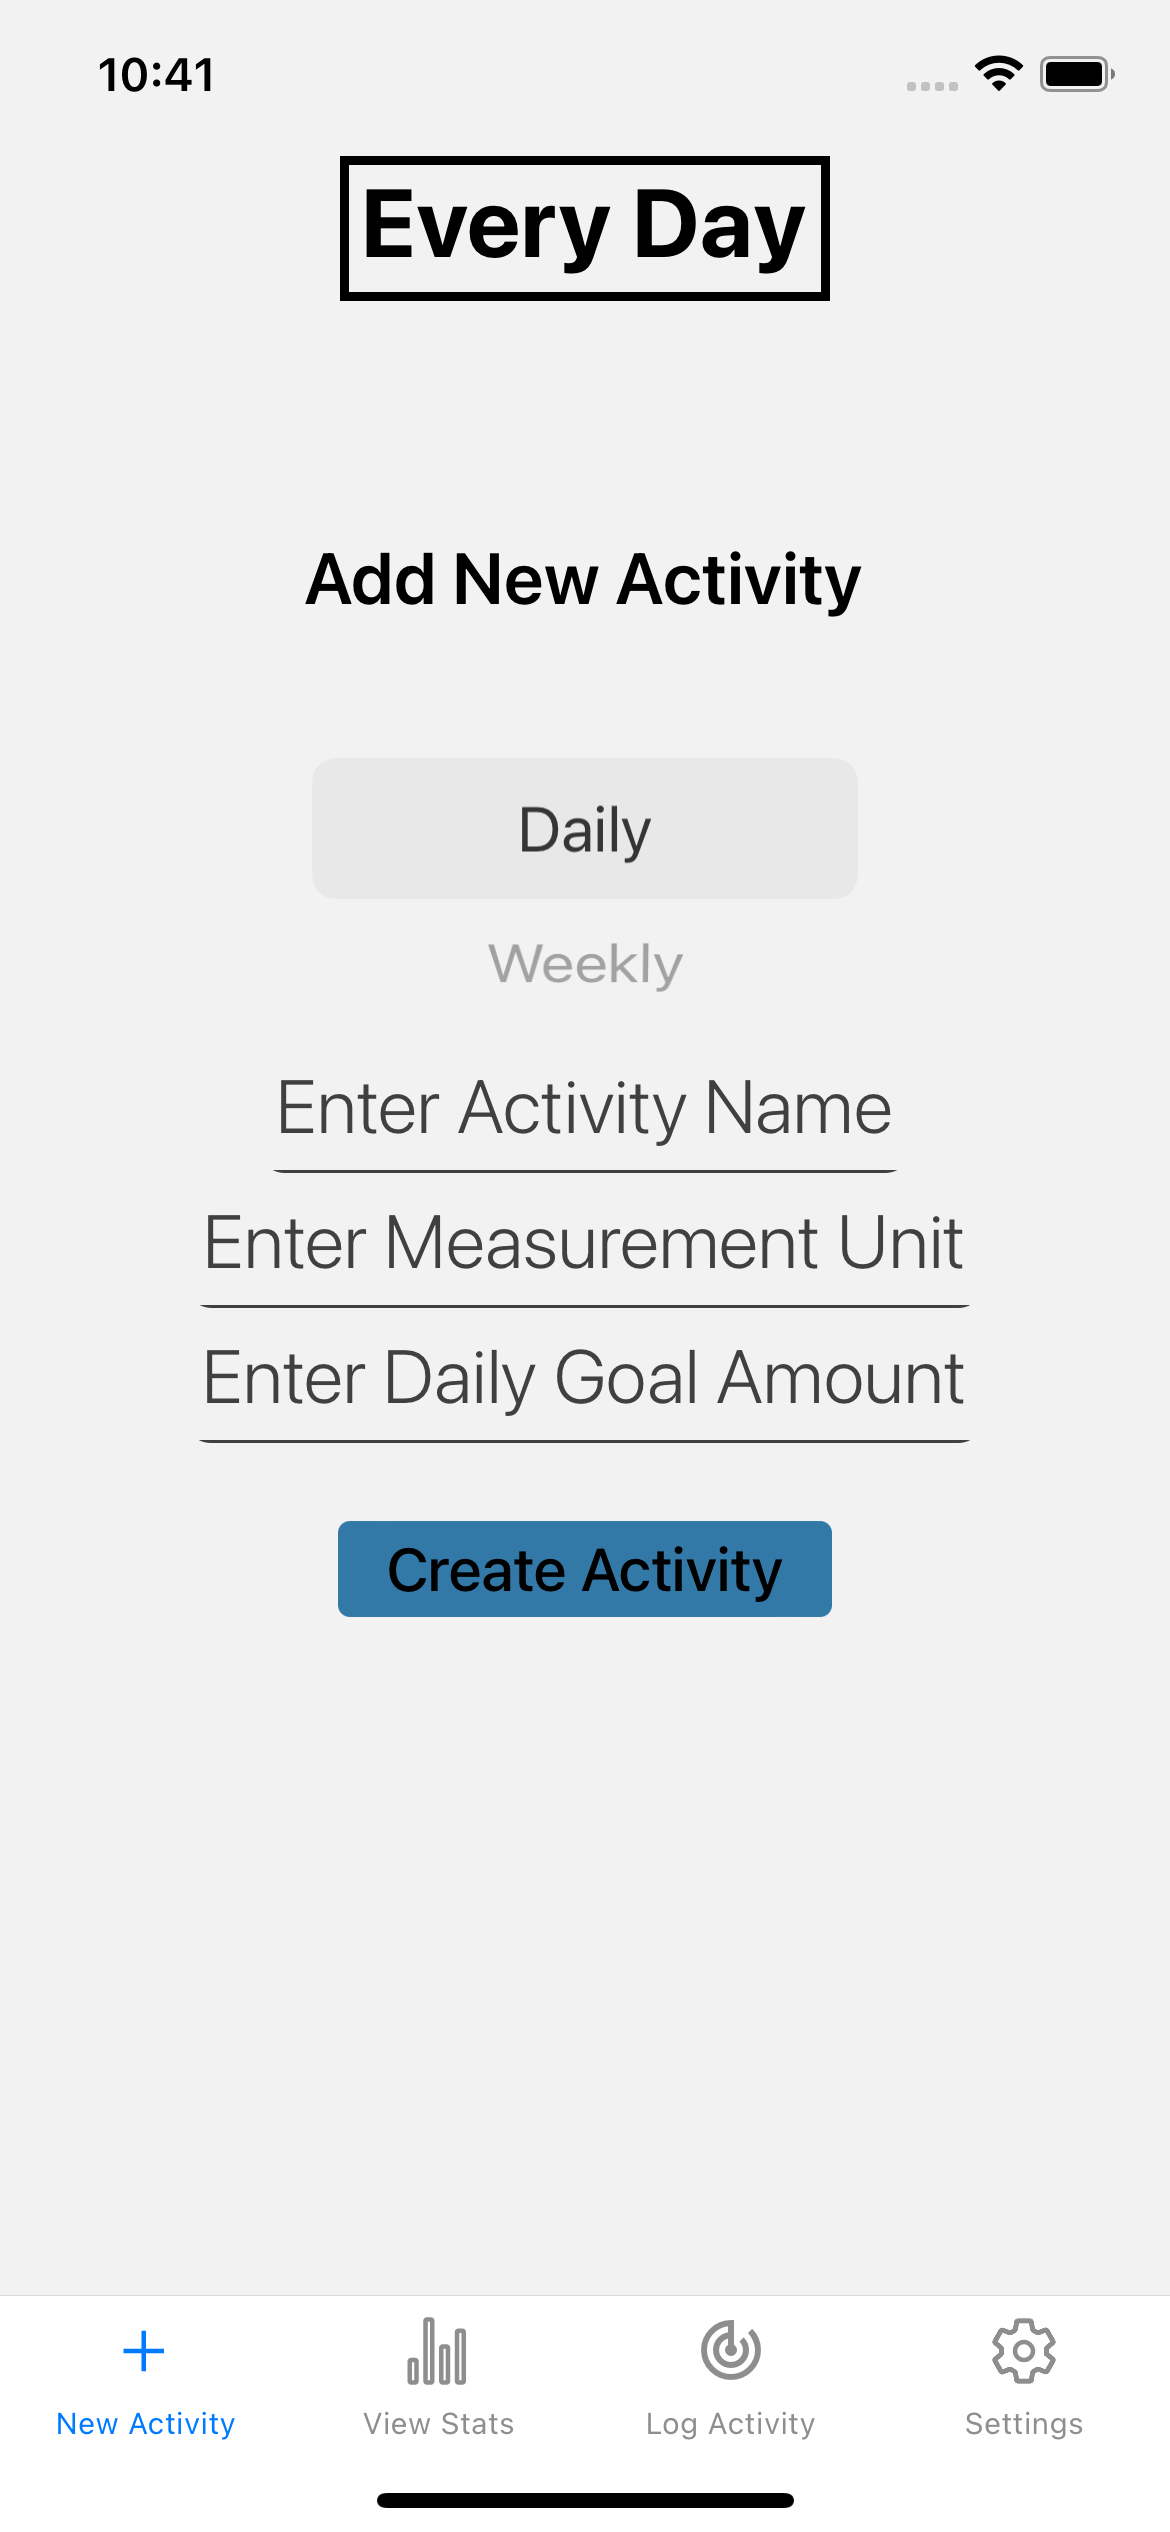 10:41
Every Day
Add New Activity
Daily
Weekly
Enter Activity Name
Enter Measurement Unit
Enter Daily Goal Amount
Create Activity
New Activity
View Stats
Log Activity
Settings